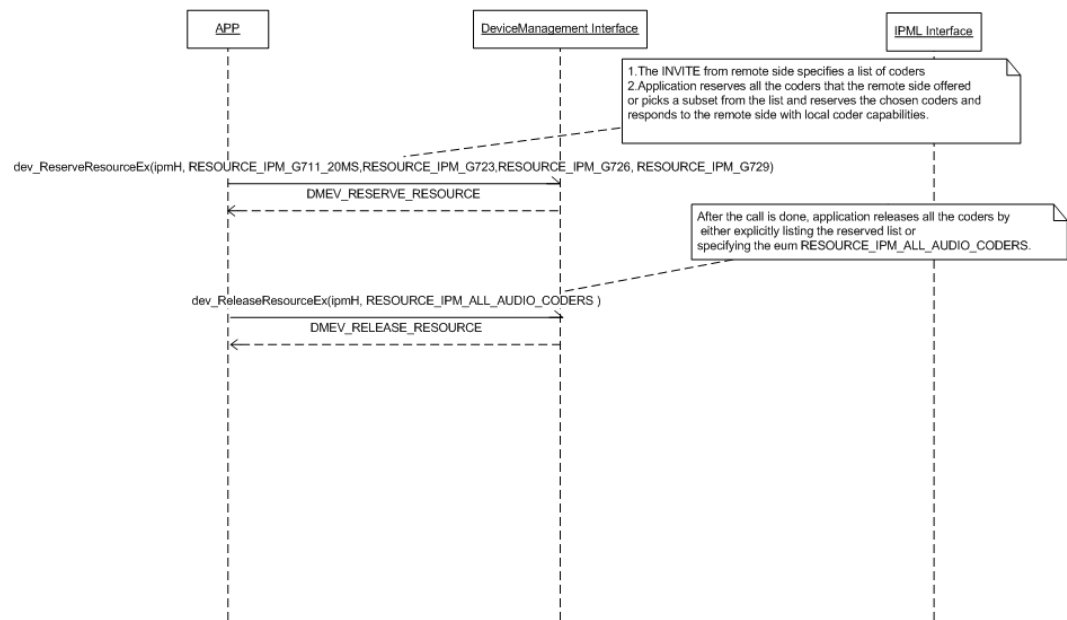 APP
DeviceManagement Interface
IPML Interface
1.The INVITE from remote side specifies a list of coders
2.Application reserves all the coders that the remote side offered
or picks a subset from the list and reserves the chosen coders and
responds to the remote side with local coder capabilities.
dev_ReserveResourceEx(ipmH, RESOURCE_IPM_G711_20MS,RESOURCE_IPM_G723,RESOURCE_IPM_G726, RESOURCE_IPM_G729)
DMEV_RESERVE_RESOURCE
After the call is done, application releases all the coders by
either explicitly listing the reserved list or
specifying the eum RESOURCE_IPM_ALL_AUDIO_CODERS.
dev_ReleaseResourceEx(ipmH, RESOURCE_IPM_ALL_AUDIO_CODERS )
DMEV_RELEASE_RESOURCE